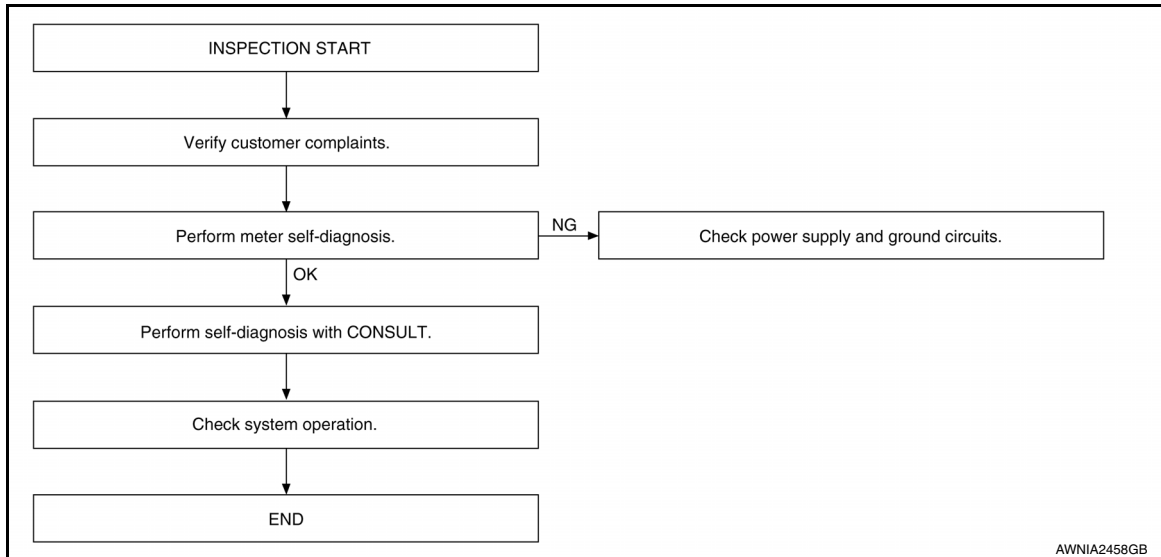 INSPECTION START
Verify customer complaints.
Perform meter self-diagnosis.
NG
Check power supply and ground circuits.
OK
Perform self-diagnosis with CONSULT.
Check system operation.
END
AWNIA2458GB